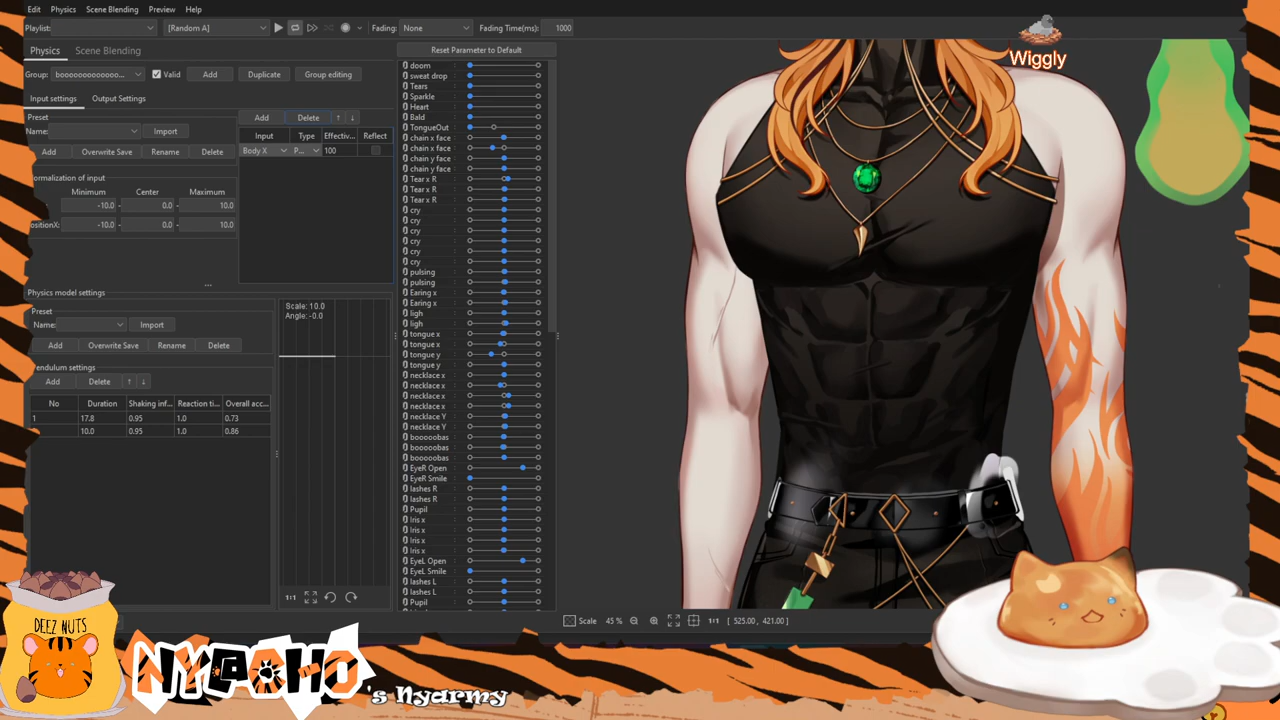 Edit Physics Scene Blending Preview Help
Playlist: [Random A] Fading: None Fading Time(ms): 1000
Physics Scene Blending
Reset Parameter to Default
Wiggly
Group: boooooooooooooo... Valid Add Duplicate Group editing
Input settings Output Settings
Preset
Name: Import
Add Overwrite Save Rename Delete
Normalization of input
Minimum Center Maximum
-10.0 - 0.0 - 10.0
-10.0 - 0.0 - 10.0
Add Delete ↑ ↓
Input Type Effectiv... Reflect
Body X P... 100
Physics model settings
Preset
Name: Import
Add Overwrite Save Rename Delete
Pendulum settings
Add Delete ↑ ↓
No Duration Shaking inf... Reaction ti... Overall acc...
1 17.8 0.95 1.0 0.73
10.0 0.95 1.0 0.86
Scale: 10.0
Angle: -0.0
1:1
doom
sweat drop
Tears
Sparkle
Heart
Bald
TongueOut
chain x face
chain x face
chain y face
chain y face
Tear x R
Tear x R
Tear x R
cry
cry
cry
cry
cry
cry
pulsing
pulsing
Earing x
Earing x
ligh
ligh
tongue x
tongue x
tongue y
tongue y
necklace x
necklace x
necklace x
necklace x
necklace Y
necklace Y
boooooobas
boooooobas
boooooobas
EyeR Open
EyeR Smile
lashes R
lashes R
Pupil
Iris x
Iris x
Iris x
Iris x
EyeL Open
EyeL Smile
lashes L
lashes L
Pupil
Scale 45 % 1:1 [ 525.00, 421.00 ]
DEEZ NUTS
NYACHO
's Nyarmy